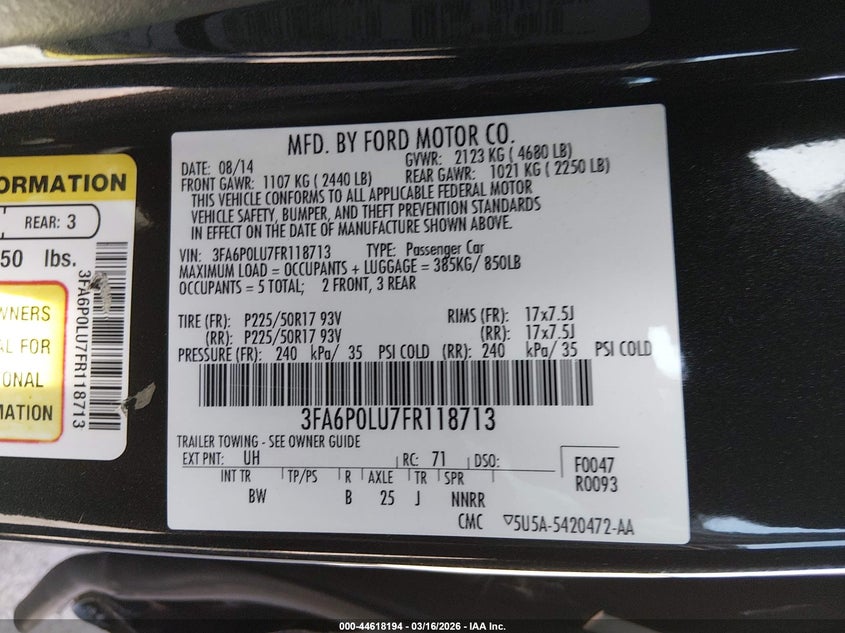 ORMATION
REAR: 3
50 lbs.
WNERS
AL FOR
ONAL
MATION
3FA6P0LU7FR118713
MFD. BY FORD MOTOR CO.
DATE: 08/14 GVWR: 2123 KG ( 4680 LB)
FRONT GAWR: 1107 KG ( 2440 LB) REAR GAWR: 1021 KG ( 2250 LB)
THIS VEHICLE CONFORMS TO ALL APPLICABLE FEDERAL MOTOR
VEHICLE SAFETY, BUMPER, AND THEFT PREVENTION STANDARDS
IN EFFECT ON THE DATE OF MANUFACTURE SHOWN ABOVE.
VIN: 3FA6P0LU7FR118713 TYPE: Passenger Car
MAXIMUM LOAD = OCCUPANTS + LUGGAGE = 385KG/ 850LB
OCCUPANTS = 5 TOTAL; 2 FRONT, 3 REAR
TIRE (FR): P225/50R17 93V RIMS (FR): 17x7.5J
(RR): P225/50R17 93V (RR): 17x7.5J
PRESSURE (FR): 240 kPa/ 35 PSI COLD (RR): 240 kPa/ 35 PSI COLD
3FA6P0LU7FR118713
TRAILER TOWING - SEE OWNER GUIDE
EXT PNT: UH RC: 71 DSO: F0047
R0093
INT TR TP/PS R AXLE TR SPR
BW B 25 J NNRR
CMC ▽5U5A-5420472-AA
000-44618194 - 03/16/2026 - IAA Inc.